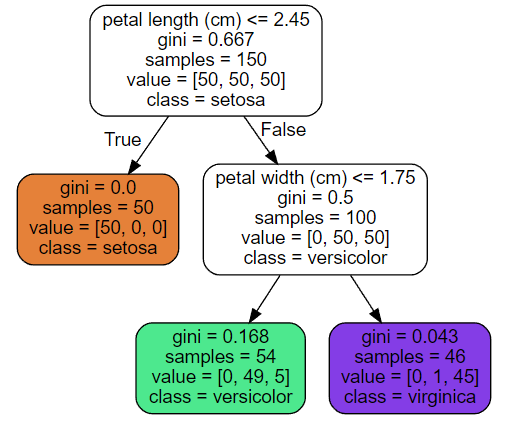 petal length (cm) <= 2.45
gini = 0.667
samples = 150
value = [50, 50, 50]
class = setosa
True
False
gini = 0.0
samples = 50
value = [50, 0, 0]
class = setosa
petal width (cm) <= 1.75
gini = 0.5
samples = 100
value = [0, 50, 50]
class = versicolor
gini = 0.168
samples = 54
value = [0, 49, 5]
class = versicolor
gini = 0.043
samples = 46
value = [0, 1, 45]
class = virginica